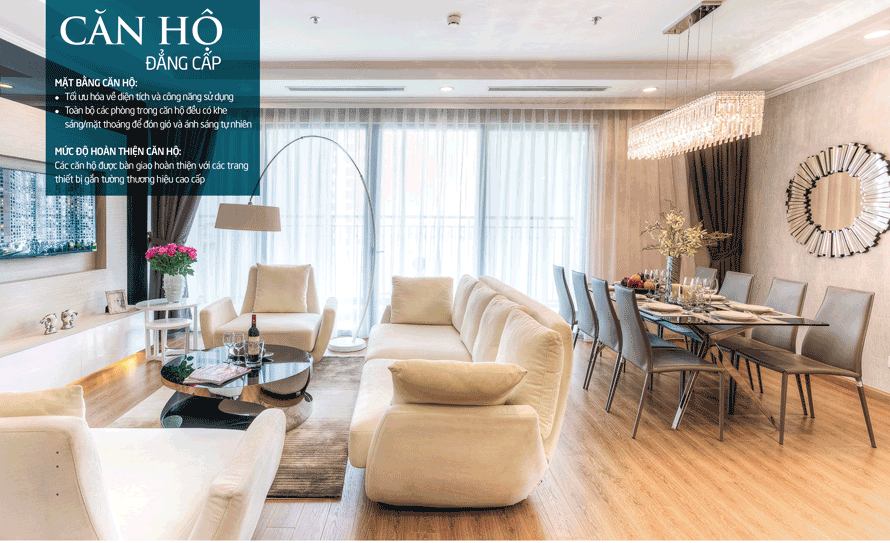 CĂN HỘ
ĐẲNG CẤP
MẶT BẰNG CĂN HỘ:
• Tối ưu hóa về diện tích và công năng sử dụng
• Toàn bộ các phòng trong căn hộ đều có khe
sáng/mặt thoáng để đón gió và ánh sáng tự nhiên
MỨC ĐỘ HOÀN THIỆN CĂN HỘ:
Các căn hộ được bàn giao hoàn thiện với các trang
thiết bị gắn tường thương hiệu cao cấp